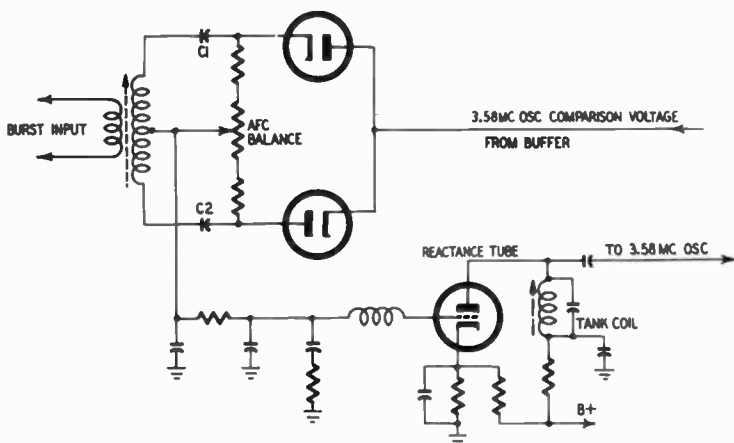 C1
BURST INPUT
AFC
BALANCE
3.58MC OSC COMPARISON VOLTAGE
FROM BUFFER
C2
REACTANCE TUBE
TO 3.58 MC OSC
TANK COIL
B+